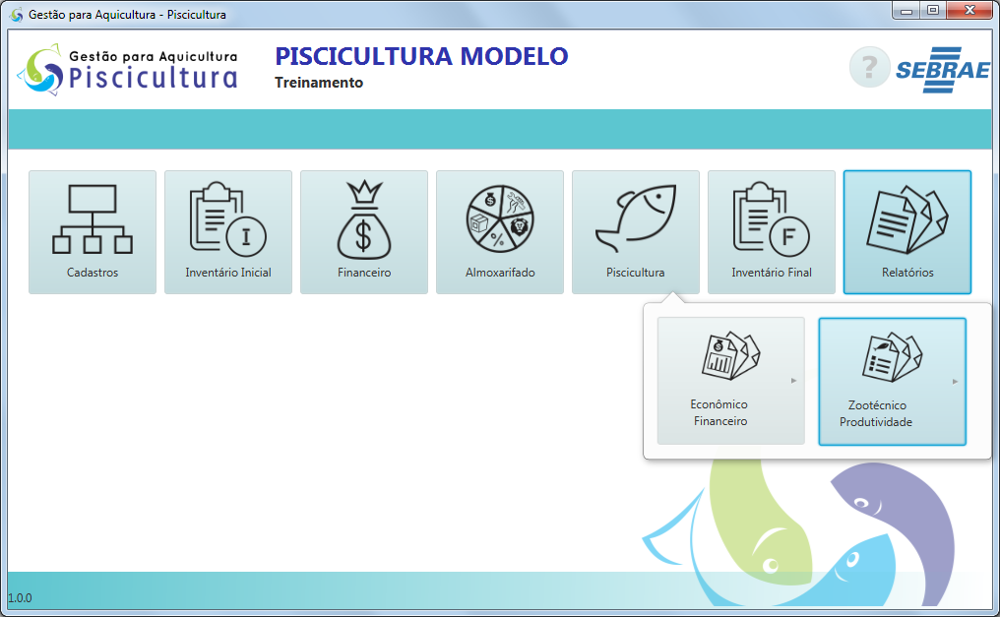 Gestão para Aquicultura - Piscicultura
Gestão para Aquicultura
Piscicultura
PISCICULTURA MODELO
Treinamento
?
SEBRAE
Cadastros
I
Inventário Inicial
$
Financeiro
$
%
Almoxarifado
Piscicultura
F
Inventário Final
Relatórios
Econômico
Financeiro
Zootécnico
Produtividade
1.0.0